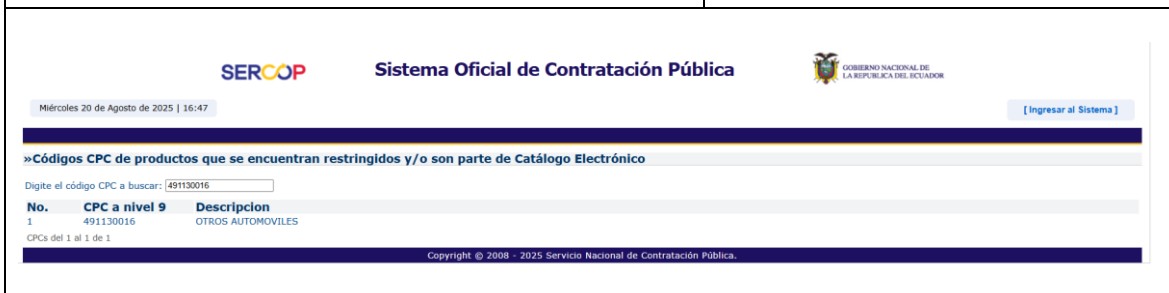 SERCOP
Sistema Oficial de Contratación Pública
GOBIERNO NACIONAL DE
LA REPUBLICA DEL ECUADOR
Miércoles 20 de Agosto de 2025 | 16:47
[ Ingresar al Sistema ]
»Códigos CPC de productos que se encuentran restringidos y/o son parte de Catálogo Electrónico
Digite el código CPC a buscar: 491130016
No. CPC a nivel 9 Descripcion
1 491130016 OTROS AUTOMOVILES
CPCs del 1 al 1 de 1
Copyright © 2008 - 2025 Servicio Nacional de Contratación Pública.